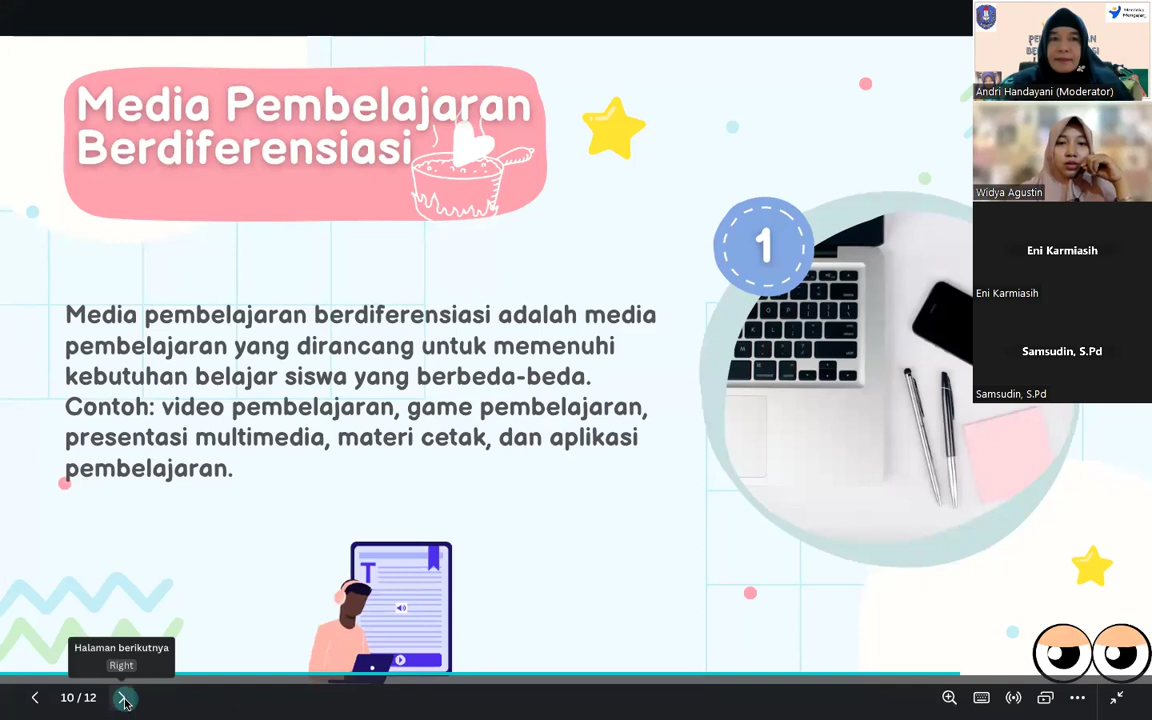 Media Pembelajaran
Berdiferensiasi
1
Media pembelajaran berdiferensiasi adalah media
pembelajaran yang dirancang untuk memenuhi
kebutuhan belajar siswa yang berbeda-beda.
Contoh: video pembelajaran, game pembelajaran,
presentasi multimedia, materi cetak, dan aplikasi
pembelajaran.
T
Halaman berikutnya
Right
10 / 12
Andri Handayani (Moderator)
Widya Agustin
Eni Karmiasih
Eni Karmiasih
Samsudin, S.Pd
Samsudin, S.Pd